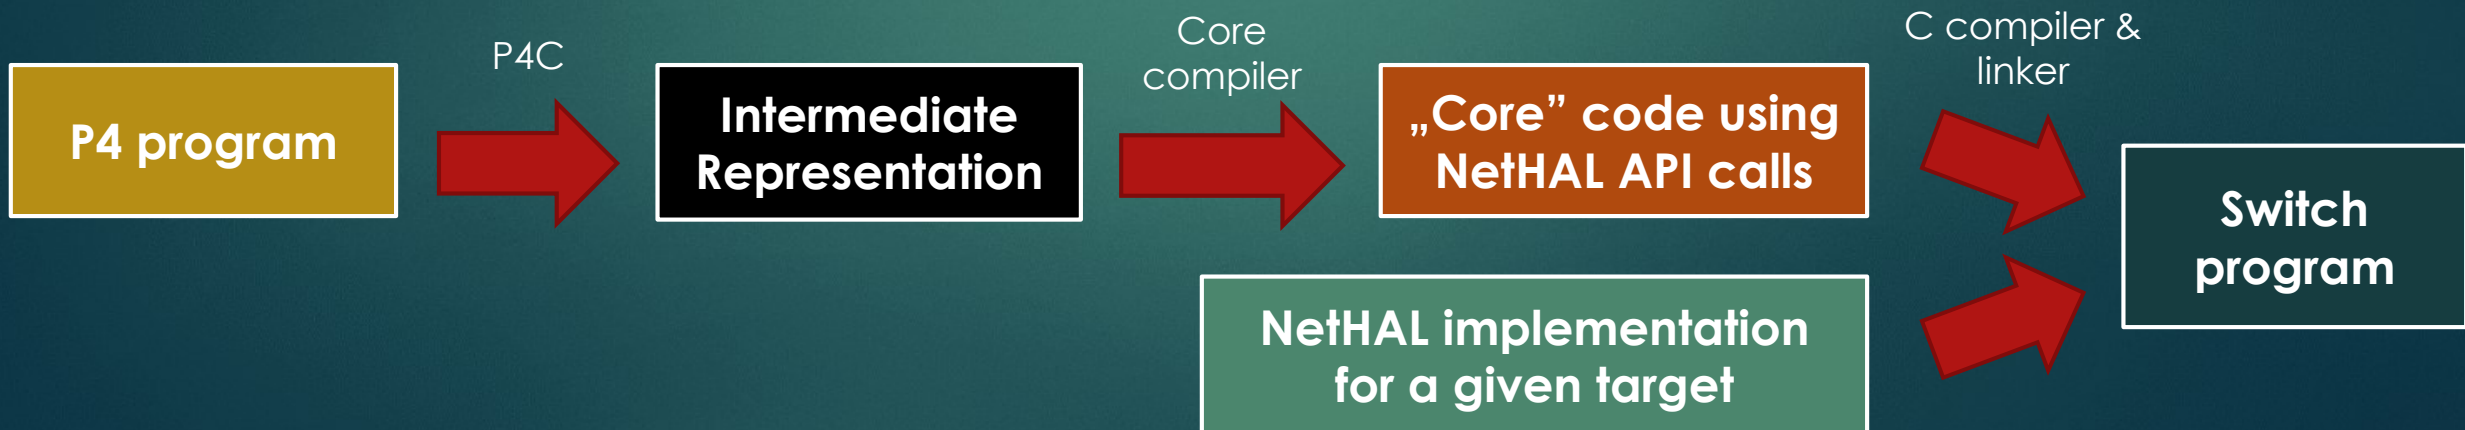 P4 program
P4C
Intermediate
Representation
Core
compiler
„Core” code using
NetHAL API calls
C compiler &
linker
NetHAL implementation
for a given target
Switch
program